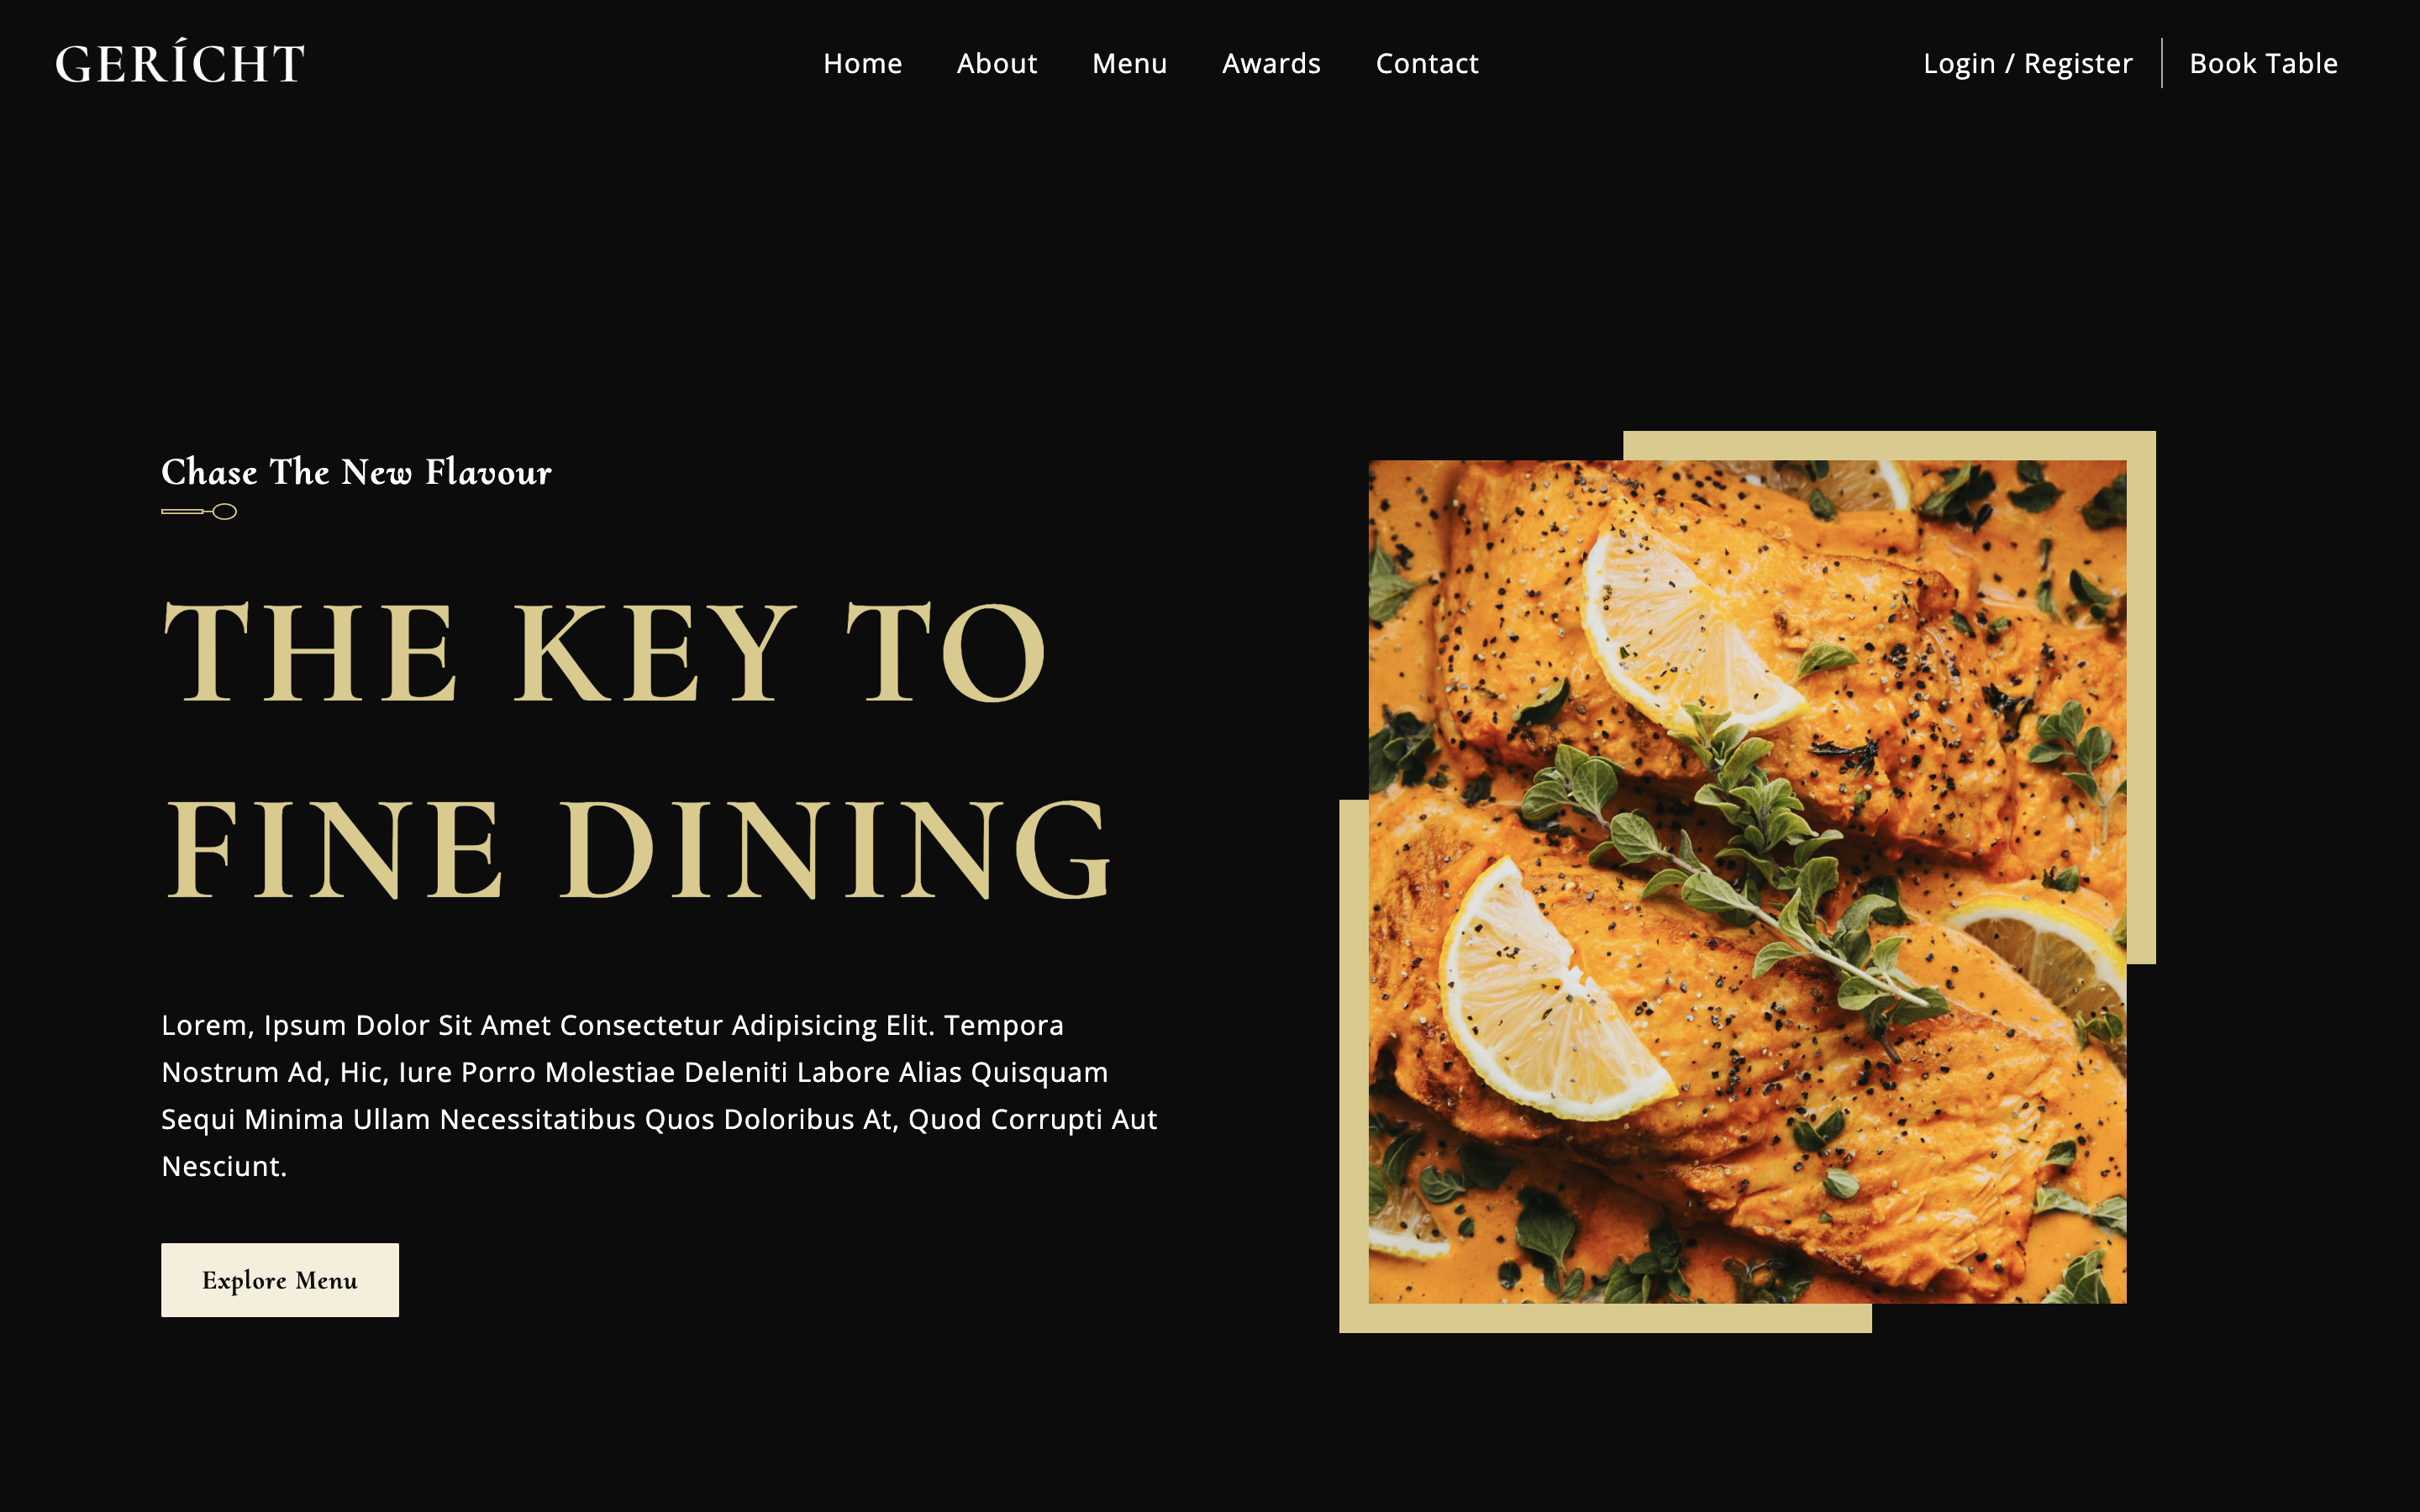 GERÍCHT
Home About Menu Awards Contact
Login / Register Book Table
Chase The New Flavour
THE KEY TO
FINE DINING
Lorem, Ipsum Dolor Sit Amet Consectetur Adipisicing Elit. Tempora
Nostrum Ad, Hic, Iure Porro Molestiae Deleniti Labore Alias Quisquam
Sequi Minima Ullam Necessitatibus Quos Doloribus At, Quod Corrupti Aut
Nesciunt.
Explore Menu